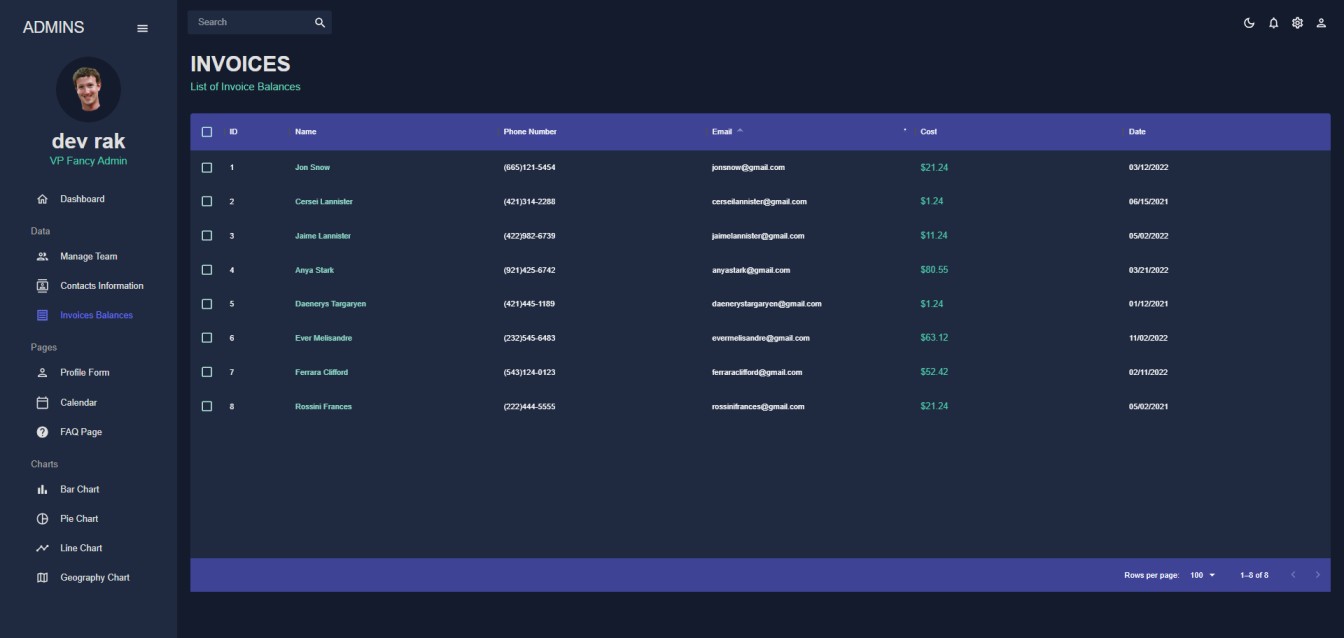 ADMINS
Search
dev rak
VP Fancy Admin
Dashboard
Data
Manage Team
Contacts Information
Invoices Balances
Pages
Profile Form
Calendar
FAQ Page
Charts
Bar Chart
Pie Chart
Line Chart
Geography Chart
INVOICES
List of Invoice Balances
ID Name Phone Number Email Cost Date
1 Jon Snow (665)121-5454 jonsnow@gmail.com $21.24 03/12/2022
2 Cersei Lannister (421)314-2288 cerseilannister@gmail.com $1.24 06/15/2021
3 Jaime Lannister (422)982-6739 jaimelannister@gmail.com $11.24 05/02/2022
4 Anya Stark (921)425-6742 anyastark@gmail.com $80.55 03/21/2022
5 Daenerys Targaryen (421)445-1189 daenerystargaryen@gmail.com $1.24 01/12/2021
6 Ever Melisandre (232)545-6483 evermelisandre@gmail.com $63.12 11/02/2022
7 Ferrara Clifford (543)124-0123 ferraraclifford@gmail.com $52.42 02/11/2022
8 Rossini Frances (222)444-5555 rossinifrances@gmail.com $21.24 05/02/2021
Rows per page: 100 1–8 of 8